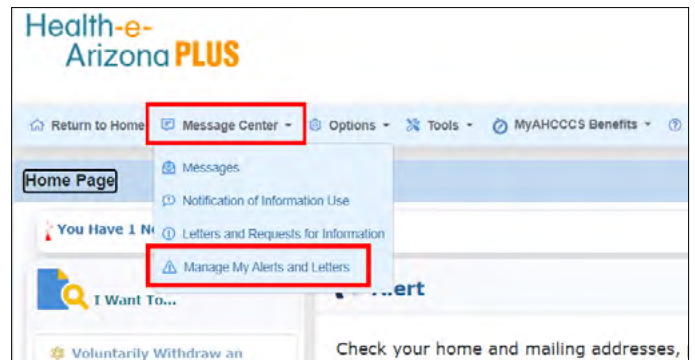 Health-e-
Arizona PLUS
Return to Home Message Center Options Tools MyAHCCCS Benefits
Messages
Home Page
Notification of Information Use
You Have 1
Letters and Requests for Information
Manage My Alerts and Letters
I Want To...
Voluntarily Withdraw an
Check your home and mailing addresses,